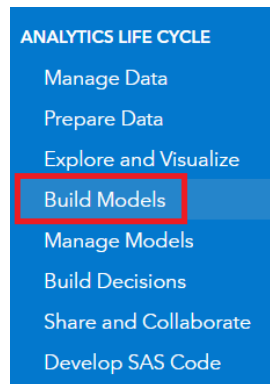 ANALYTICS LIFE CYCLE
Manage Data
Prepare Data
Explore and Visualize
Build Models
Manage Models
Build Decisions
Share and Collaborate
Develop SAS Code